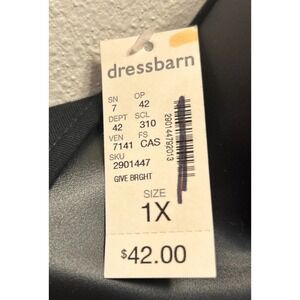 dressbarn
SN OP
7 42
DEPT SCL
42 310
VEN FS
7141 CAS
SKU
2901447
GIVE BRGHT
SIZE
1X
$42.00
290144792013